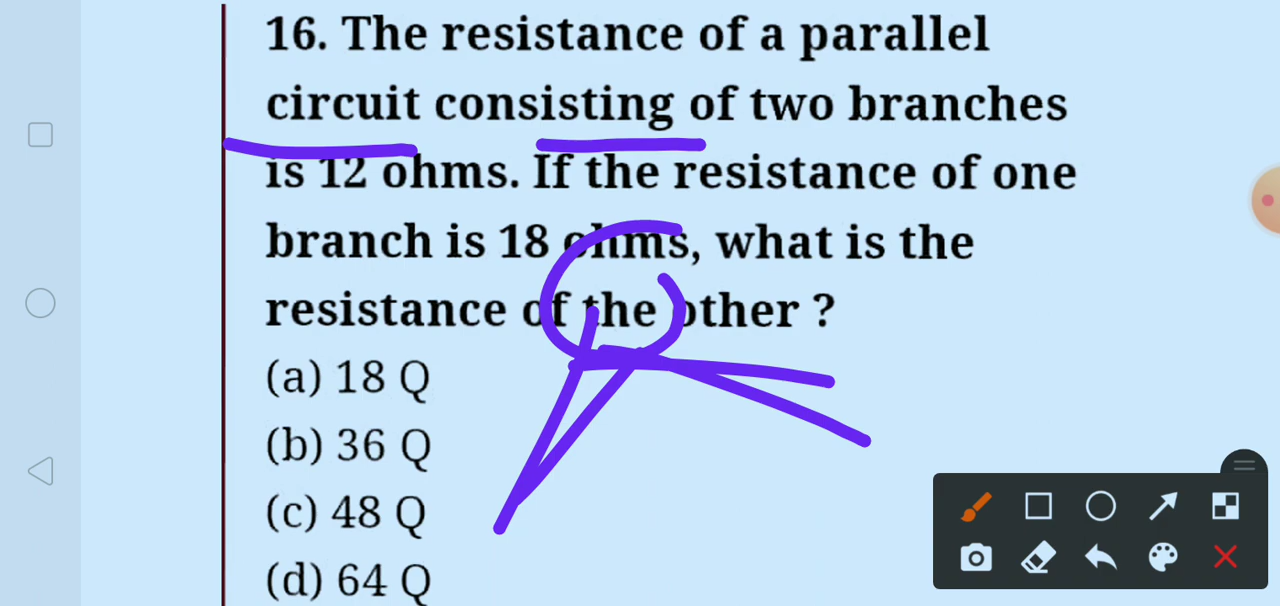 16. The resistance of a parallel
circuit consisting of two branches
is 12 ohms. If the resistance of one
branch is 18 ohms, what is the
resistance of the other ?
(a) 18 Q
(b) 36 Q
(c) 48 Q
(d) 64 Q